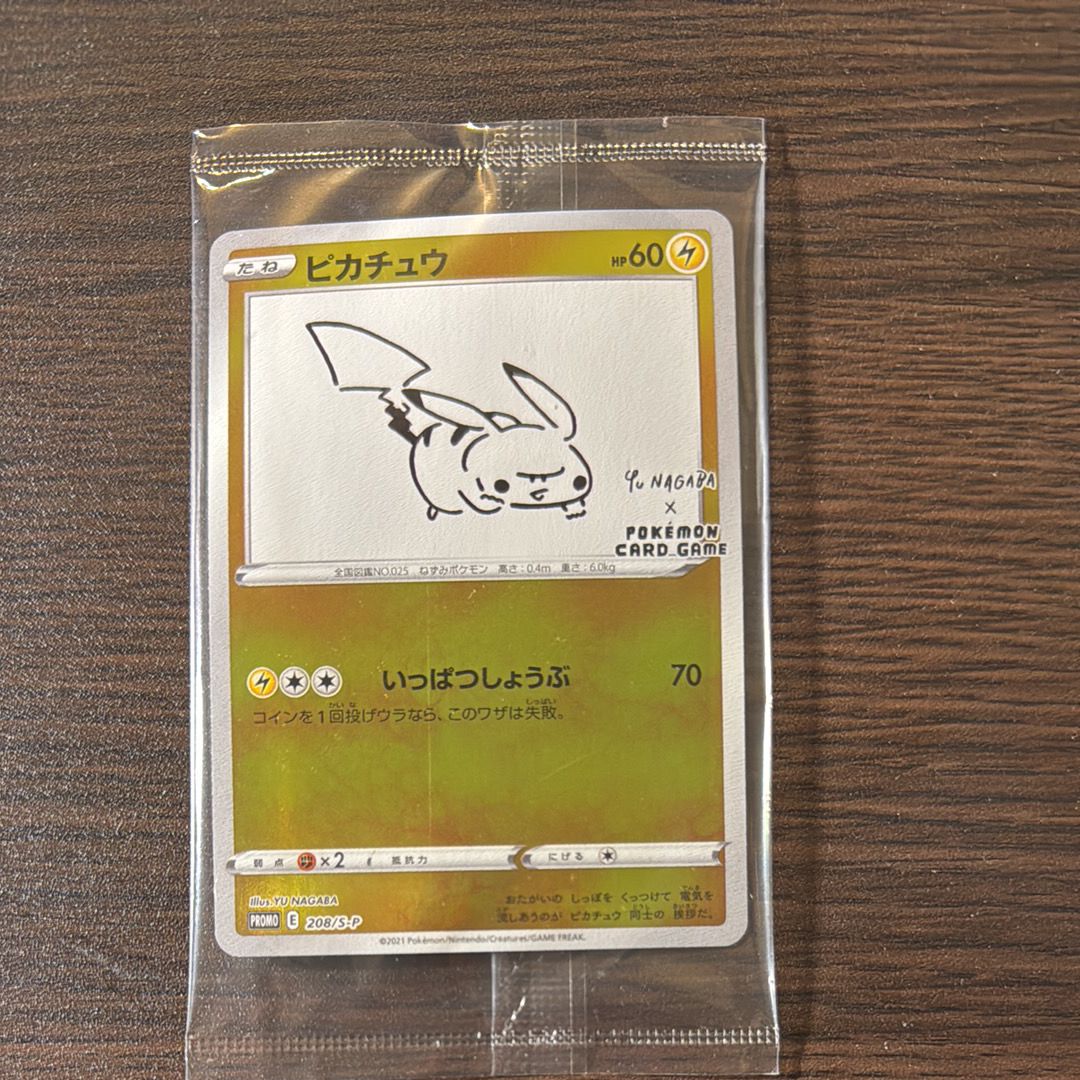 たね ピカチュウ HP60
Yu NAGABA
×
POKÉMON
CARD GAME
全国図鑑NO.025 ねずみポケモン 高さ:0.4m 重さ:6.0kg
いっぱつしょうぶ 70
コインを1回投げウラなら、このワザは失敗。
弱点 ×2 抵抗力 にげる
Illus.YU NAGABA
おたがいの しっぽを くっつけて 電気を
流しあうのが ピカチュウ 同士の 挨拶だ。
PROMO E 208/S-P
©2021 Pokémon/Nintendo/Creatures/GAME FREAK.